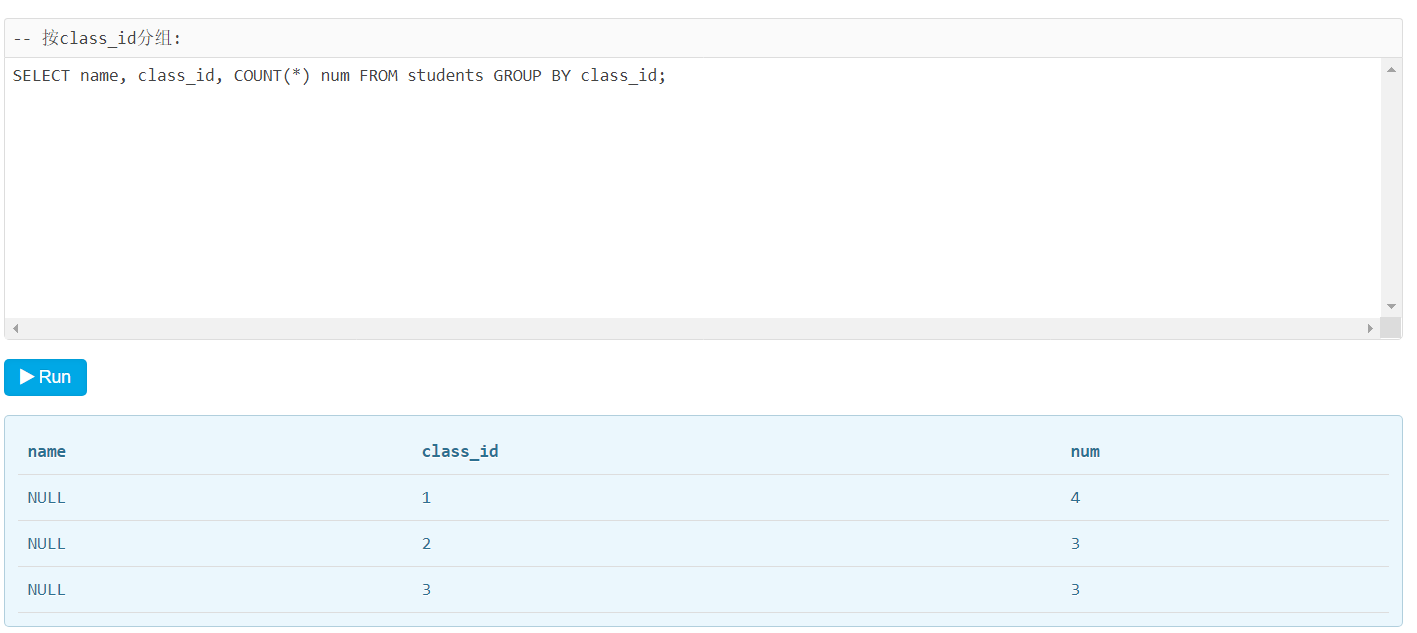 -- 按class_id分组:
SELECT name, class_id, COUNT(*) num FROM students GROUP BY class_id;
Run
name class_id num
NULL 1 4
NULL 2 3
NULL 3 3